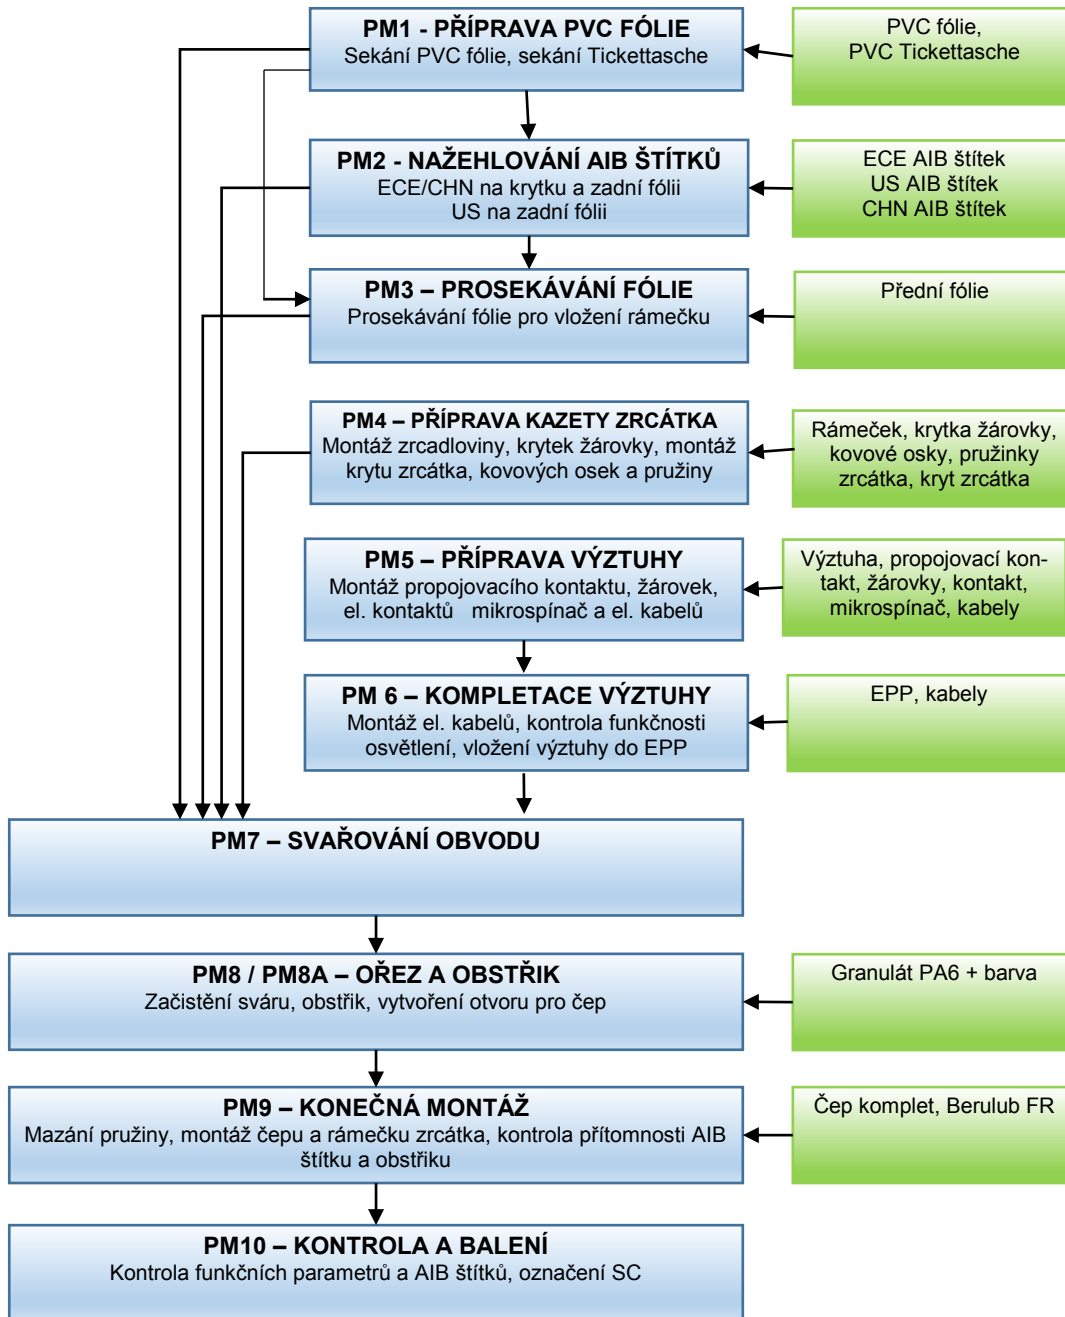 PM1 - PŘÍPRAVA PVC FÓLIE
Sekání PVC fólie, sekání Tickettasche
PVC fólie,
PVC Tickettasche
PM2 - NAŽEHLOVÁNÍ AIB ŠTÍTKŮ
ECE/CHN na krytku a zadní fólii
US na zadní fólii
ECE AIB štítek
US AIB štítek
CHN AIB štítek
PM3 – PROSEKÁVÁNÍ FÓLIE
Prosekávání fólie pro vložení rámečku
Přední fólie
PM4 – PŘÍPRAVA KAZETY ZRCÁTKA
Montáž zrcadloviny, krytek žárovky, montáž
krytu zrcátka, kovových osek a pružiny
Rámeček, krytka žárovky,
kovové osky, pružinky
zrcátka, kryt zrcátka
PM5 – PŘÍPRAVA VÝZTUHY
Montáž propojovacího kontaktu, žárovek,
el. kontaktů mikrospínač a el. kabelů
Výztuha, propojovací kon-
takt, žárovky, kontakt,
mikrospínač, kabely
PM 6 – KOMPLETACE VÝZTUHY
Montáž el. kabelů, kontrola funkčnosti
osvětlení, vložení výztuhy do EPP
EPP, kabely
PM7 – SVAŘOVÁNÍ OBVODU
PM8 / PM8A – OŘEZ A OBSTŘIK
Začistění sváru, obstřik, vytvoření otvoru pro čep
Granulát PA6 + barva
PM9 – KONEČNÁ MONTÁŽ
Mazání pružiny, montáž čepu a rámečku zrcátka, kontrola přítomnosti AIB
štítku a obstřiku
Čep komplet, Berulub FR
PM10 – KONTROLA A BALENÍ
Kontrola funkčních parametrů a AIB štítků, označení SC